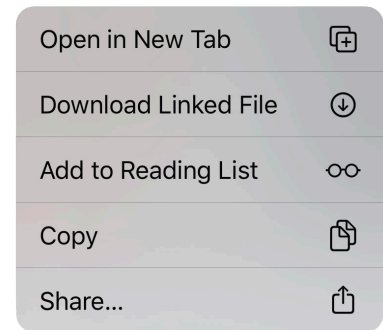 Open in New Tab
Download Linked File
Add to Reading List
Copy
Share...